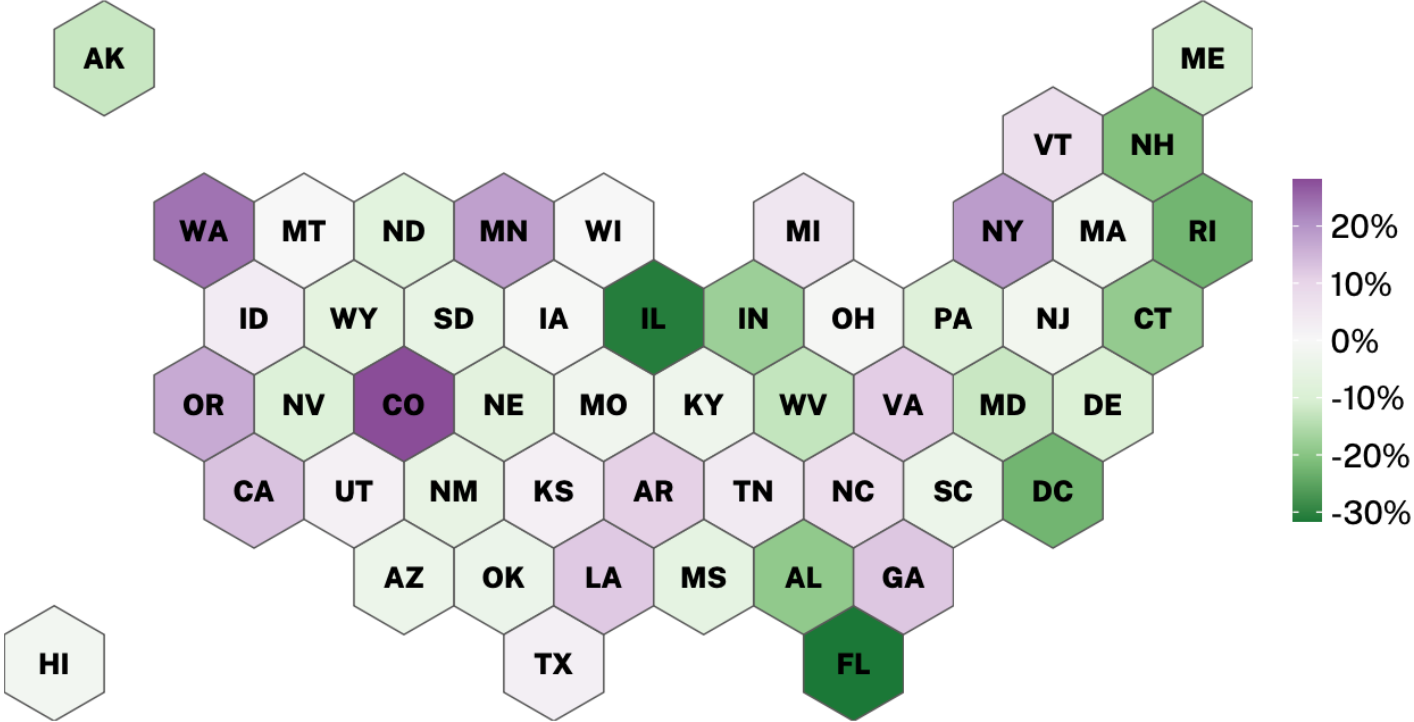 AK ME
VT NH
WA MT ND MN WI MI NY MA RI
ID WY SD IA IL IN OH PA NJ CT
OR NV CO NE MO KY WV VA MD DE
CA UT NM KS AR TN NC SC DC
AZ OK LA MS AL GA
HI TX FL
20%
10%
0%
-10%
-20%
-30%